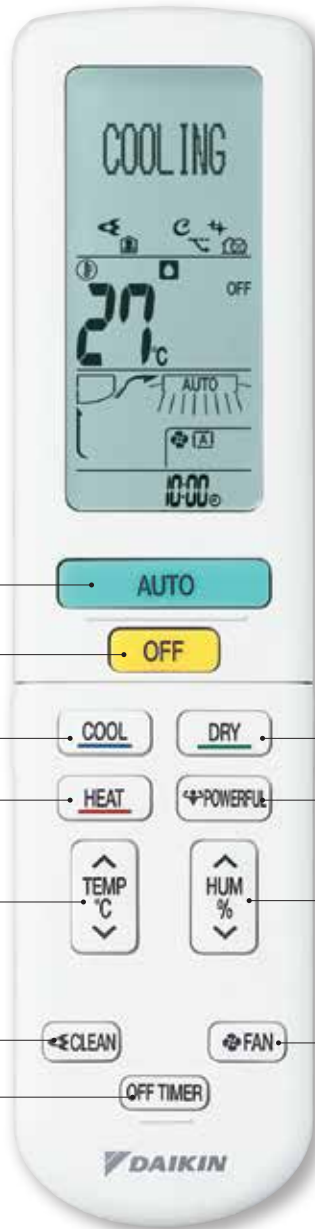 COOLING
OFF
27°C
AUTO
A
10:00
AUTO
OFF
COOL DRY
HEAT POWERFUL
TEMP °C HUM %
CLEAN FAN
OFF TIMER
DAIKIN